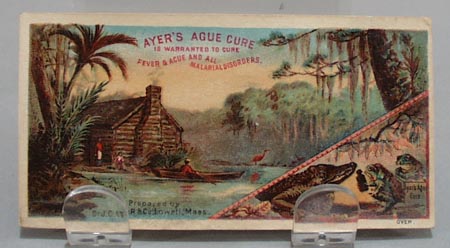 AYER'S AGUE CURE
IS WARRANTED TO CURE
FEVER & AGUE AND ALL
MALARIAL DISORDERS.
Prepared by
Lowell, Mass.
OVER